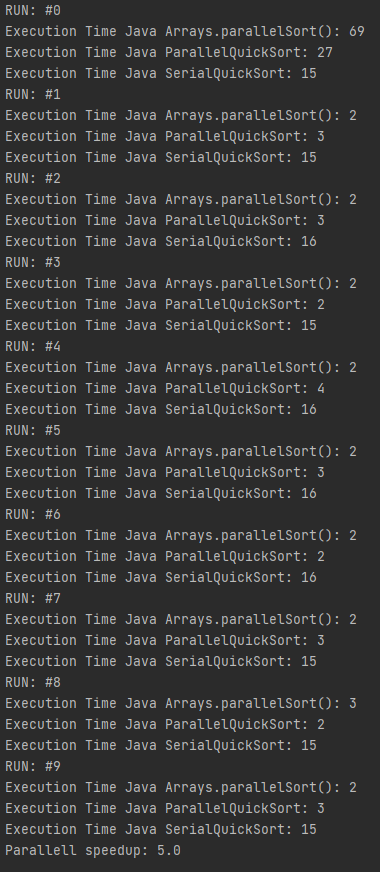 RUN: #0
Execution Time Java Arrays.parallelSort(): 69
Execution Time Java ParallelQuickSort: 27
Execution Time Java SerialQuickSort: 15
RUN: #1
Execution Time Java Arrays.parallelSort(): 2
Execution Time Java ParallelQuickSort: 3
Execution Time Java SerialQuickSort: 15
RUN: #2
Execution Time Java Arrays.parallelSort(): 2
Execution Time Java ParallelQuickSort: 3
Execution Time Java SerialQuickSort: 16
RUN: #3
Execution Time Java Arrays.parallelSort(): 2
Execution Time Java ParallelQuickSort: 2
Execution Time Java SerialQuickSort: 15
RUN: #4
Execution Time Java Arrays.parallelSort(): 2
Execution Time Java ParallelQuickSort: 4
Execution Time Java SerialQuickSort: 16
RUN: #5
Execution Time Java Arrays.parallelSort(): 2
Execution Time Java ParallelQuickSort: 3
Execution Time Java SerialQuickSort: 16
RUN: #6
Execution Time Java Arrays.parallelSort(): 2
Execution Time Java ParallelQuickSort: 2
Execution Time Java SerialQuickSort: 16
RUN: #7
Execution Time Java Arrays.parallelSort(): 2
Execution Time Java ParallelQuickSort: 3
Execution Time Java SerialQuickSort: 15
RUN: #8
Execution Time Java Arrays.parallelSort(): 3
Execution Time Java ParallelQuickSort: 2
Execution Time Java SerialQuickSort: 15
RUN: #9
Execution Time Java Arrays.parallelSort(): 2
Execution Time Java ParallelQuickSort: 3
Execution Time Java SerialQuickSort: 15
Parallell speedup: 5.0